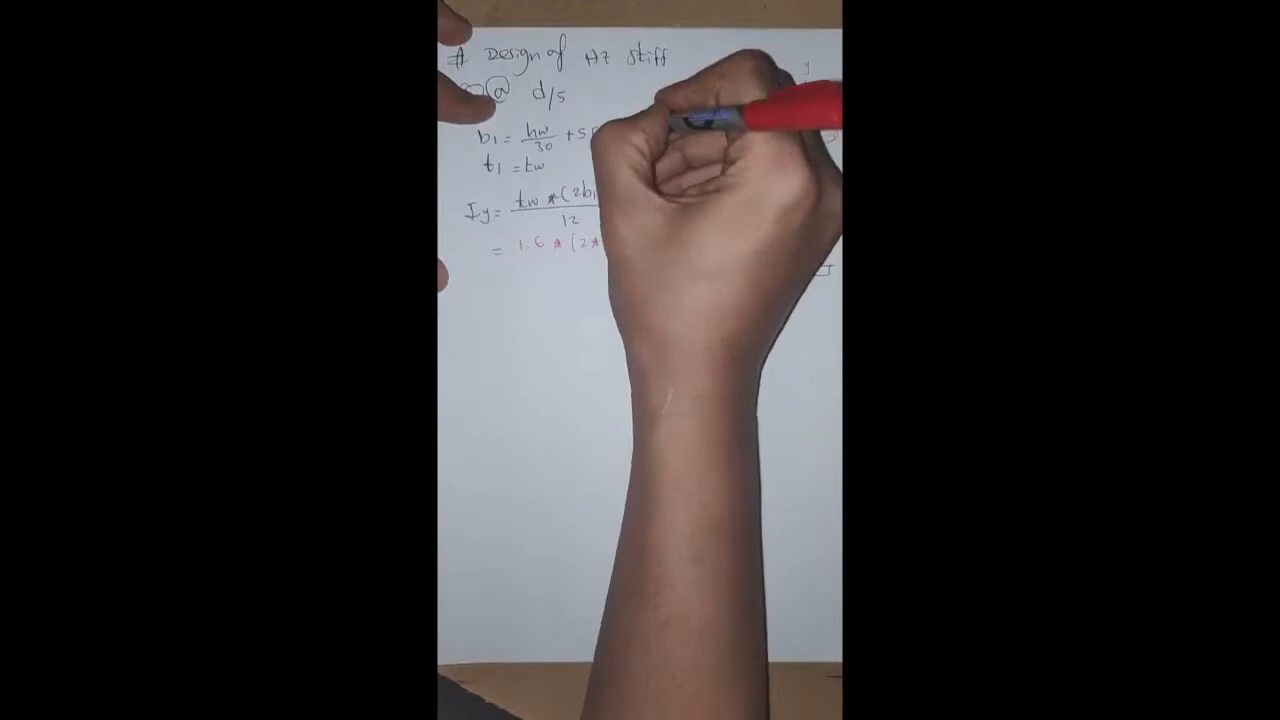 # Design of Hz stiff
@ d/5
b1 = hw/30 + 5
t1 = tw
Iy = tw * (2b1 / 12
= 1.6 * [2 *
y